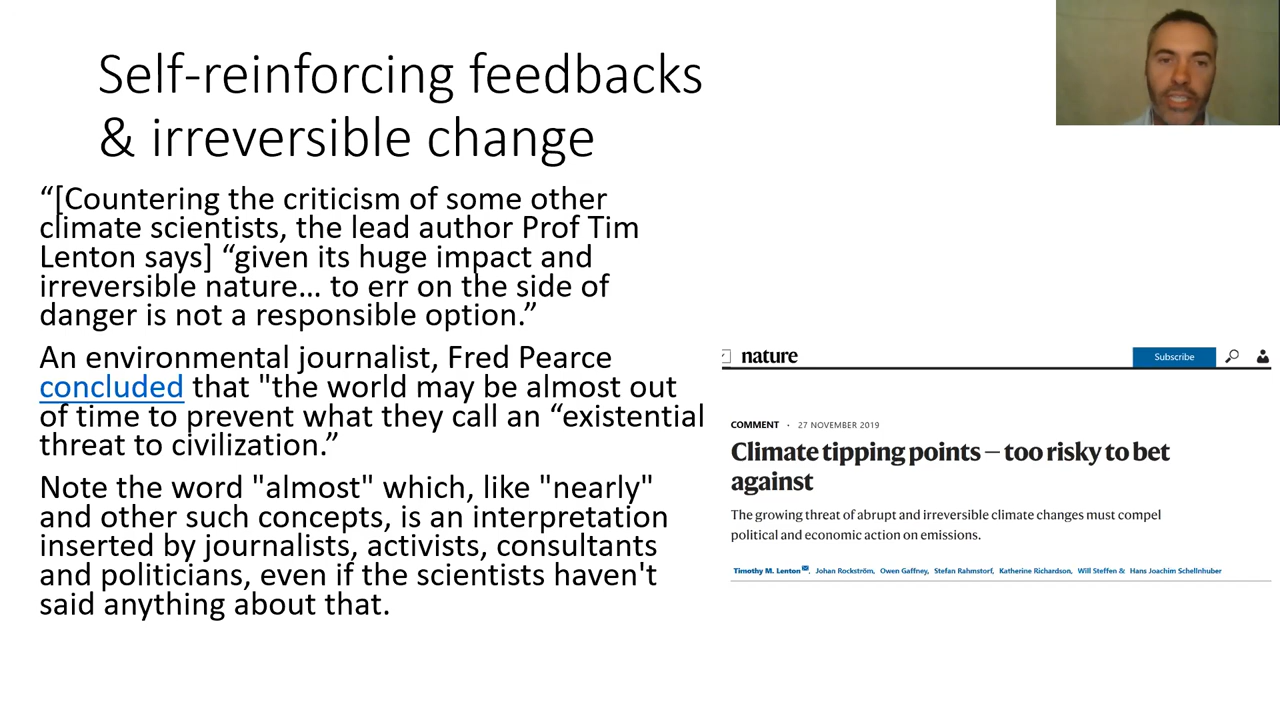 Self-reinforcing feedbacks
& irreversible change
“[Countering the criticism of some other
climate scientists, the lead author Prof Tim
Lenton says] “given its huge impact and
irreversible nature… to err on the side of
danger is not a responsible option.”
An environmental journalist, Fred Pearce
concluded that "the world may be almost out
of time to prevent what they call an “existential
threat to civilization.”
Note the word "almost" which, like "nearly"
and other such concepts, is an interpretation
inserted by journalists, activists, consultants
and politicians, even if the scientists haven't
said anything about that.
nature
Subscribe
COMMENT · 27 NOVEMBER 2019
Climate tipping points — too risky to bet
against
The growing threat of abrupt and irreversible climate changes must compel
political and economic action on emissions.
Timothy M. Lenton, Johan Rockström, Owen Gaffney, Stefan Rahmstorf, Katherine Richardson, Will Steffen & Hans Joachim Schellnhuber